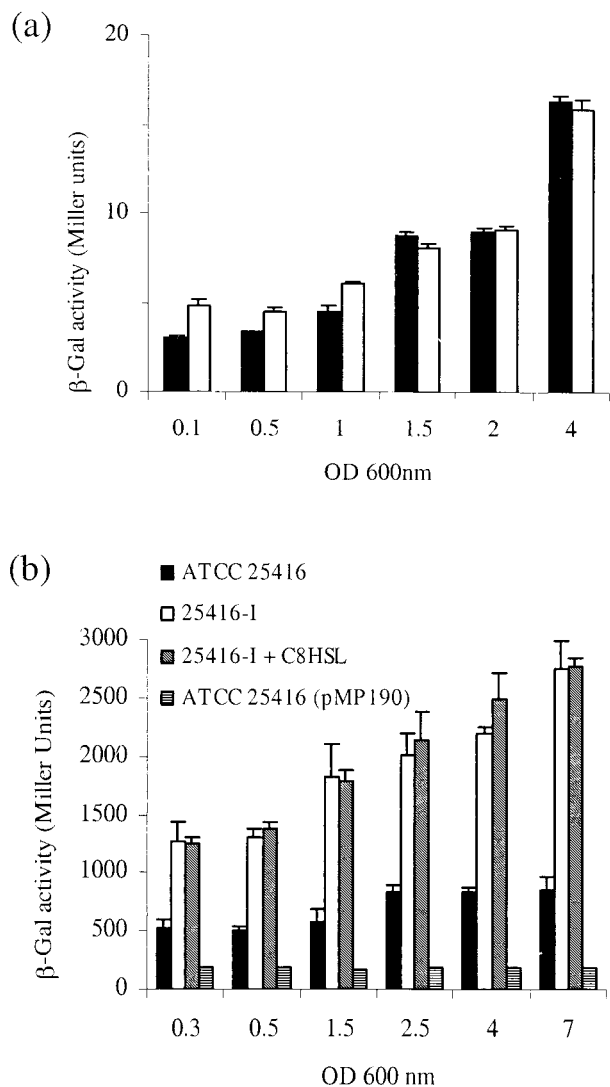 (a)
20
10
0
β-Gal activity (Miller units)
0.1 0.5 1 1.5 2 4
OD 600nm
(b)
ATCC 25416
25416-I
25416-I + C8HSL
ATCC 25416 (pMP190)
3000
2500
2000
1500
1000
500
0
β-Gal activity (Miller Units)
0.3 0.5 1.5 2.5 4 7
OD 600 nm